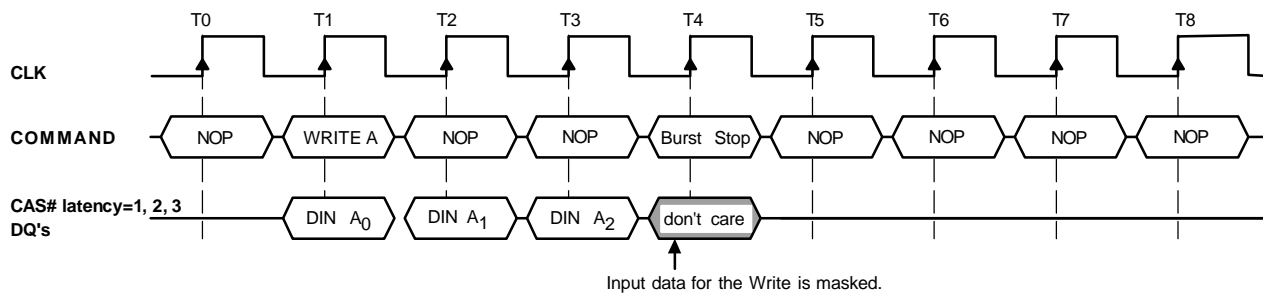 T0 T1 T2 T3 T4 T5 T6 T7 T8
CLK
COMMAND NOP WRITE A NOP NOP Burst Stop NOP NOP NOP NOP
CAS# latency=1, 2, 3
DQ's DIN A0 DIN A1 DIN A2 don't care
Input data for the Write is masked.